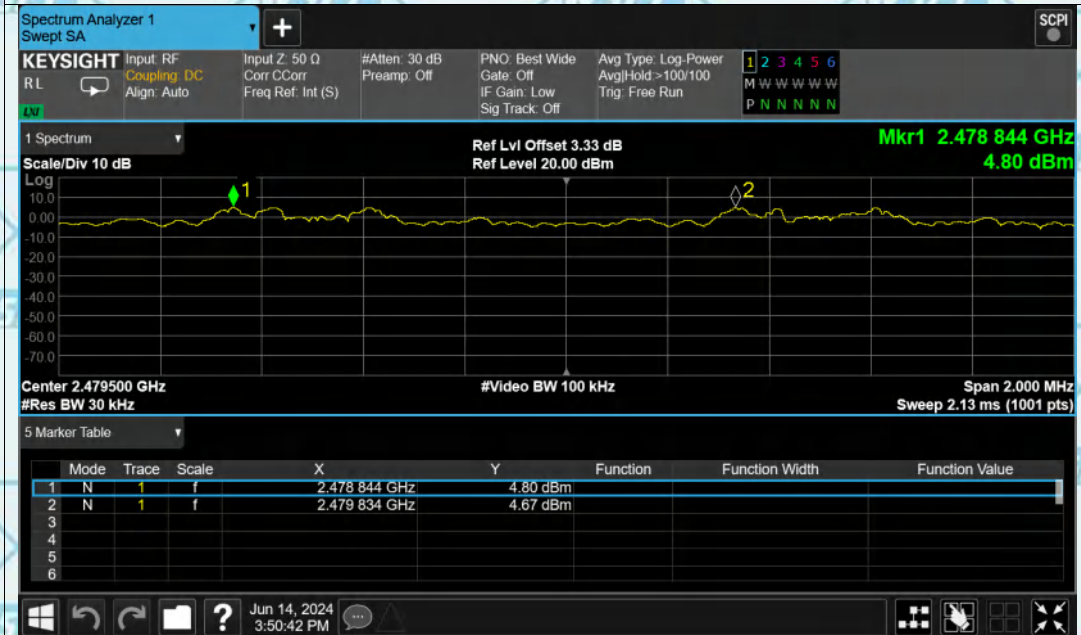 Spectrum Analyzer 1
Swept SA
+
SCPI
KEYSIGHT
RL
LXI
Input: RF
Coupling: DC
Align: Auto
Input Z: 50 Ω
Corr CCorr
Freq Ref: Int (S)
#Atten: 30 dB
Preamp: Off
PNO: Best Wide
Gate: Off
IF Gain: Low
Sig Track: Off
Avg Type: Log-Power
Avg|Hold:>100/100
Trig: Free Run
1 2 3 4 5 6
M W W W W W
P N N N N N
1 Spectrum
Scale/Div 10 dB
Ref Lvl Offset 3.33 dB
Ref Level 20.00 dBm
Mkr1 2.478 844 GHz
4.80 dBm
Log
10.0
0.00
-10.0
-20.0
-30.0
-40.0
-50.0
-60.0
-70.0
1
2
Center 2.479500 GHz
#Res BW 30 kHz
#Video BW 100 kHz
Span 2.000 MHz
Sweep 2.13 ms (1001 pts)
5 Marker Table
Mode Trace Scale X Y Function Function Width Function Value
1 N 1 f 2.478 844 GHz 4.80 dBm
2 N 1 f 2.479 834 GHz 4.67 dBm
3
4
5
6
?
Jun 14, 2024
3:50:42 PM